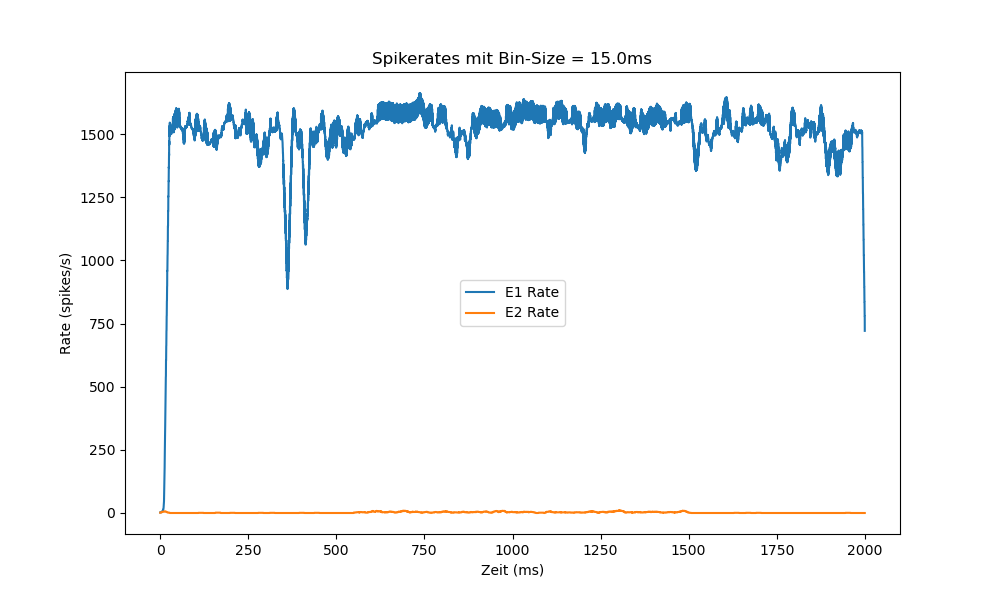 Spikerates mit Bin-Size = 15.0ms
Rate (spikes/s)
1500
1250
1000
750
500
250
0
E1 Rate
E2 Rate
0 250 500 750 1000 1250 1500 1750 2000
Zeit (ms)